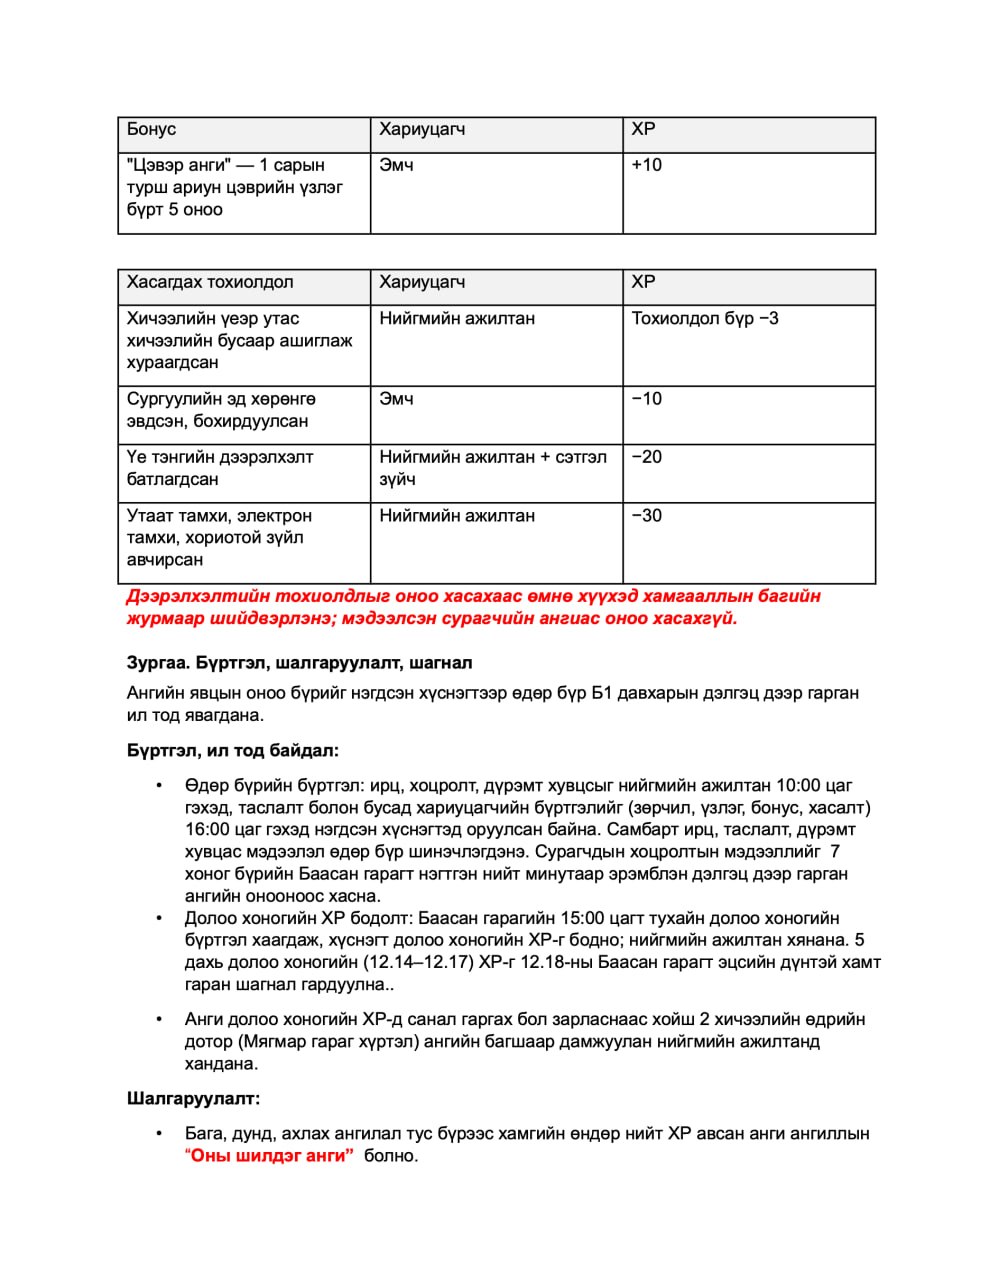 Бонус
Хариуцагч
ХР
"Цэвэр анги" — 1 сарын
турш ариун цэврийн үзлэг
бүрт 5 оноо
Эмч
+10
Хасагдах тохиолдол
Хариуцагч
ХР
Хичээлийн үеэр утас
хичээлийн бусаар ашиглаж
хураагдсан
Нийгмийн ажилтан
Тохиолдол бүр −3
Сургуулийн эд хөрөнгө
эвдсэн, бохирдуулсан
Эмч
−10
Үе тэнгийн дээрэлхэлт
батлагдсан
Нийгмийн ажилтан + сэтгэл
зүйч
−20
Утаат тамхи, электрон
тамхи, хориотой зүйл
авчирсан
Нийгмийн ажилтан
−30
Дээрэлхэлтийн тохиолдлыг оноо хасахаас өмнө хүүхэд хамгааллын багийн
журмаар шийдвэрлэнэ; мэдээлсэн сурагчийн ангиас оноо хасахгүй.
Зургаа. Бүртгэл, шалгаруулалт, шагнал
Ангийн явцын оноо бүрийг нэгдсэн хүснэгтээр өдөр бүр Б1 давхарын дэлгэц дээр гарган
ил тод явагдана.
Бүртгэл, ил тод байдал:
• Өдөр бүрийн бүртгэл: ирц, хоцролт, дүрэмт хувцсыг нийгмийн ажилтан 10:00 цаг
гэхэд, таслалт болон бусад хариуцагчийн бүртгэлийг (зөрчил, үзлэг, бонус, хасалт)
16:00 цаг гэхэд нэгдсэн хүснэгтэд оруулсан байна. Самбарт ирц, таслалт, дүрэмт
хувцас мэдээлэл өдөр бүр шинэчлэгдэнэ. Сурагчдын хоцролтын мэдээллийг 7
хоног бүрийн Баасан гарагт нэгтгэн нийт минутаар эрэмблэн дэлгэц дээр гарган
ангийн оноонооc хасна.
• Долоо хоногийн ХР бодолт: Баасан гарагийн 15:00 цагт тухайн долоо хоногийн
бүртгэл хаагдаж, хүснэгт долоо хоногийн ХР-г бодно; нийгмийн ажилтан хянана. 5
дахь долоо хоногийн (12.14–12.17) ХР-г 12.18-ны Баасан гарагт эцсийн дүнтэй хамт
гаран шагнал гардуулна..
• Анги долоо хоногийн ХР-д санал гаргах бол зарласнаас хойш 2 хичээлийн өдрийн
дотор (Мягмар гараг хүртэл) ангийн багшаар дамжуулан нийгмийн ажилтанд
хандана.
Шалгаруулалт:
• Бага, дунд, ахлах ангилал тус бүрээс хамгийн өндөр нийт ХР авсан анги ангиллын
“Оны шилдэг анги” болно.